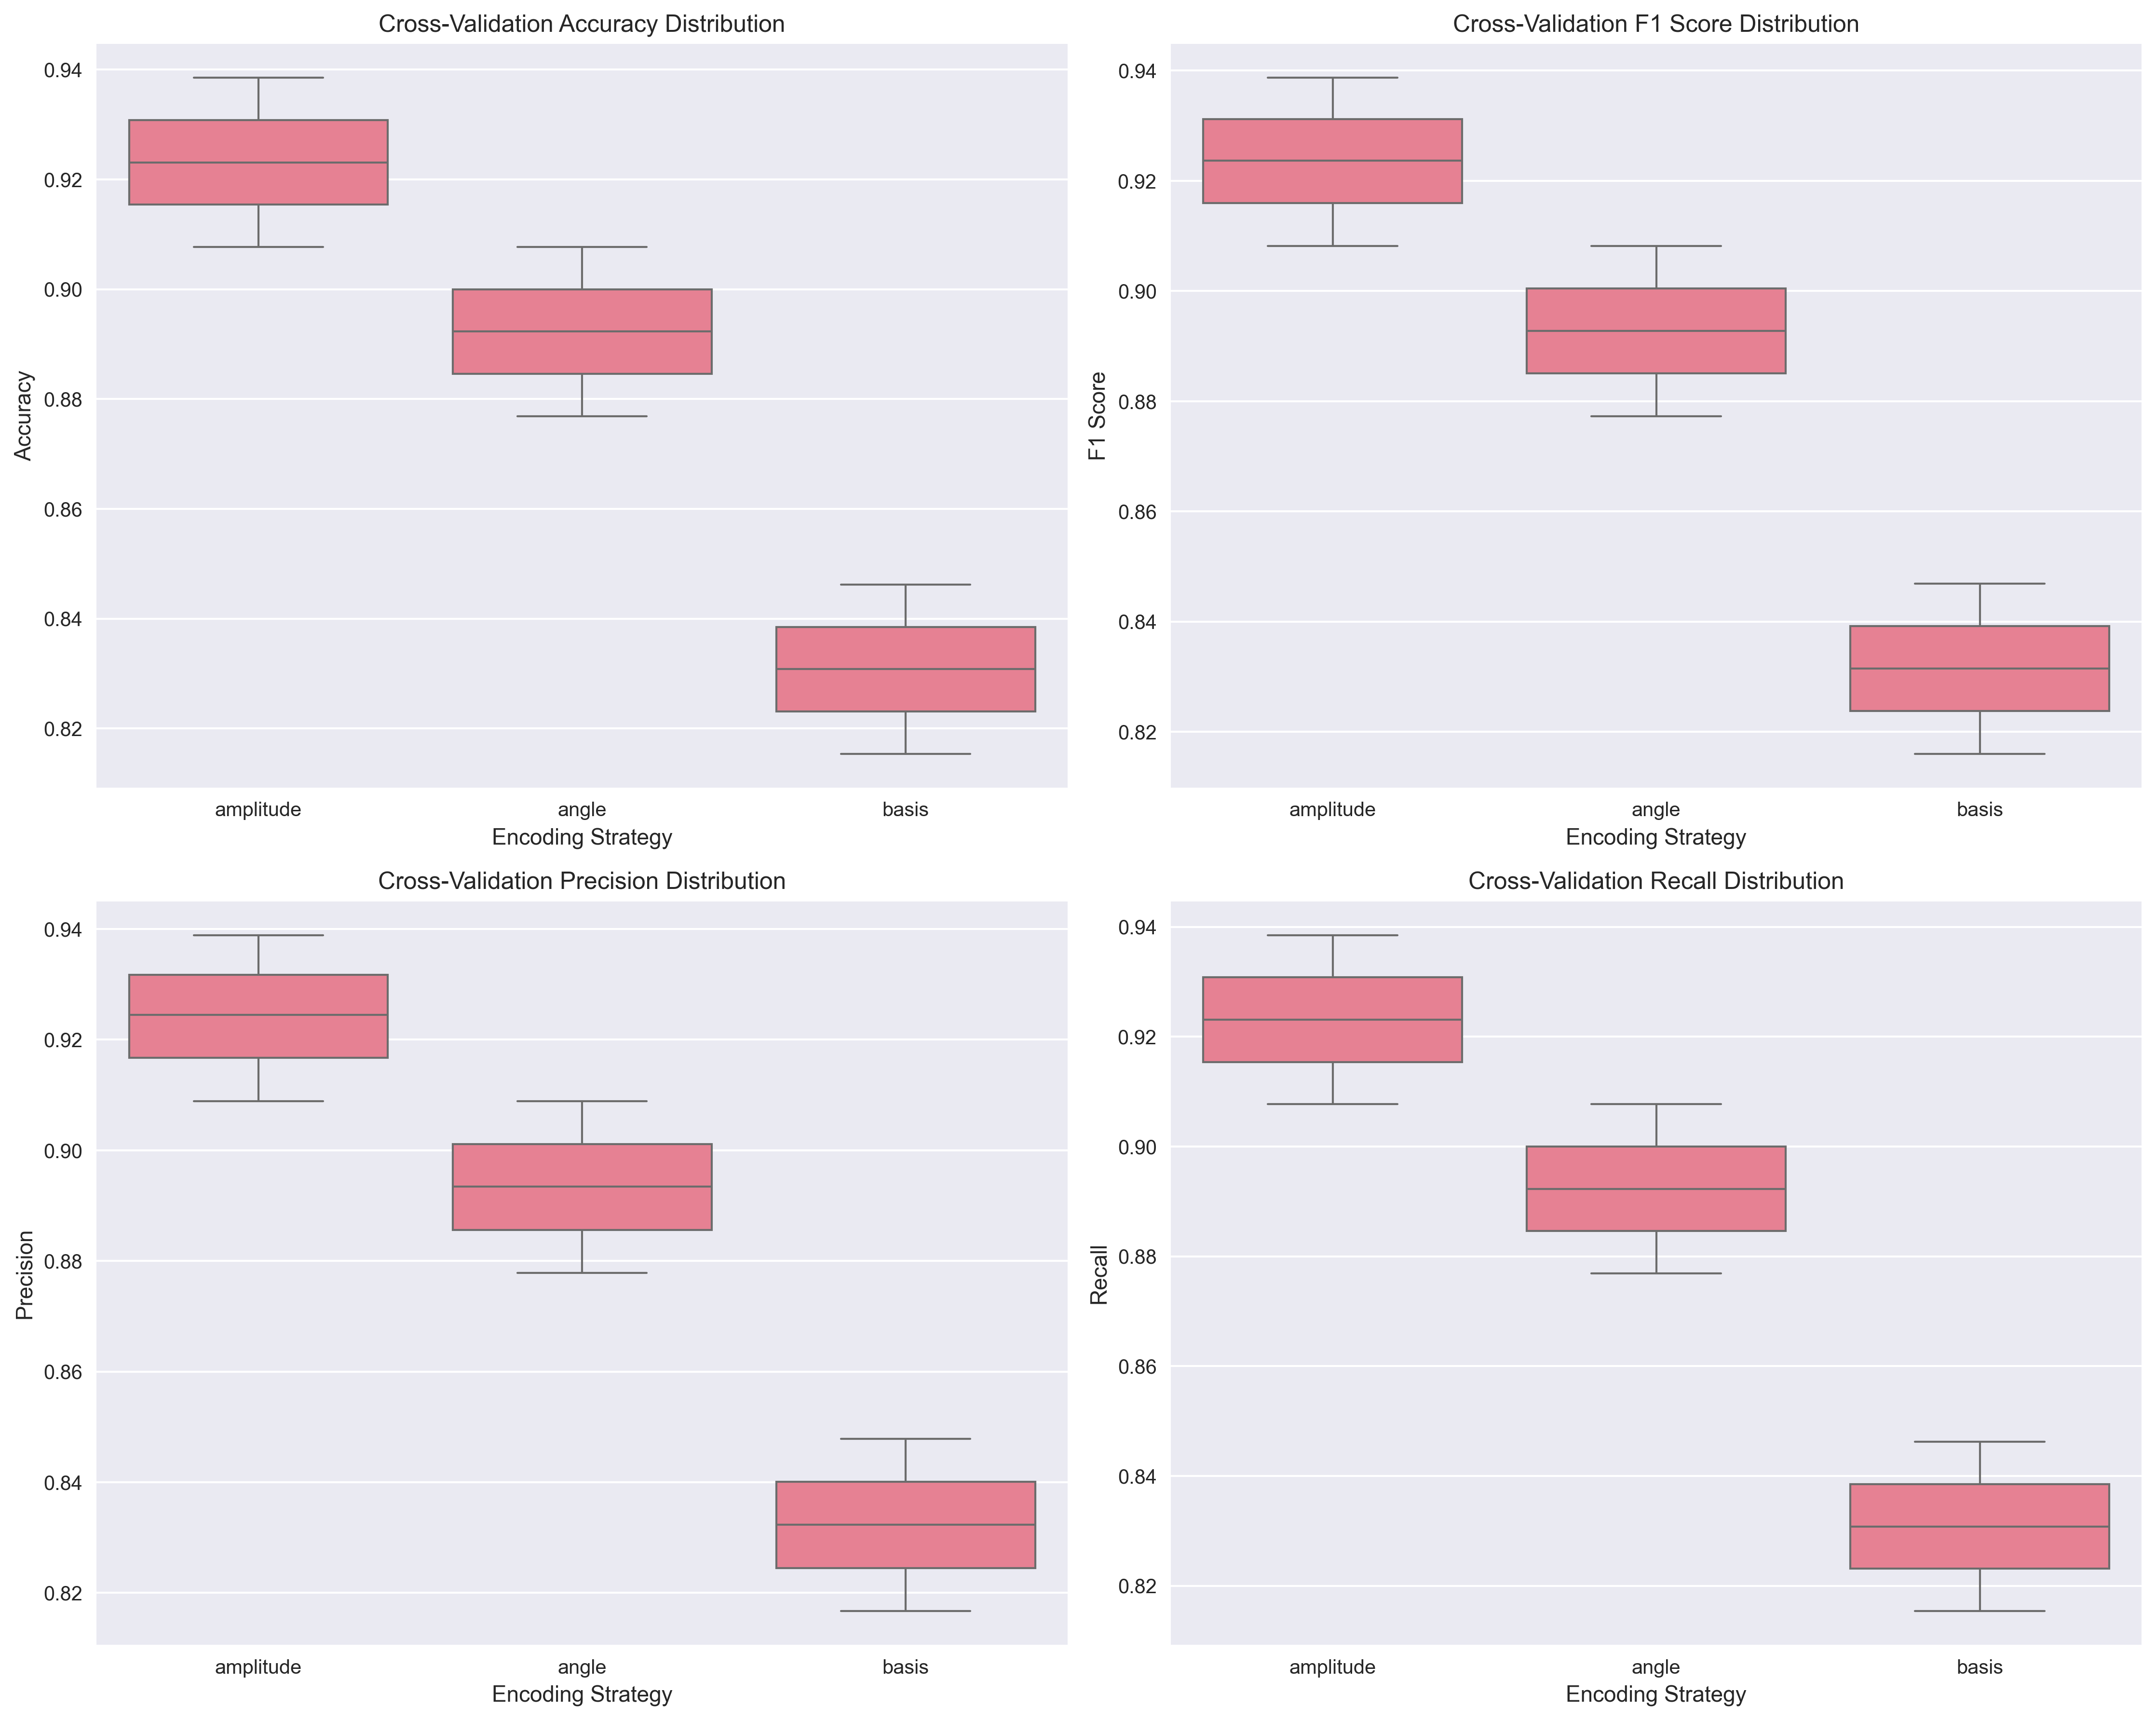 Cross-Validation Accuracy Distribution
0.94
0.92
0.90
0.88
0.86
0.84
0.82
Accuracy
amplitude angle basis
Encoding Strategy
Cross-Validation F1 Score Distribution
0.94
0.92
0.90
0.88
0.86
0.84
0.82
F1 Score
amplitude angle basis
Encoding Strategy
Cross-Validation Precision Distribution
0.94
0.92
0.90
0.88
0.86
0.84
0.82
Precision
amplitude angle basis
Encoding Strategy
Cross-Validation Recall Distribution
0.94
0.92
0.90
0.88
0.86
0.84
0.82
Recall
amplitude angle basis
Encoding Strategy